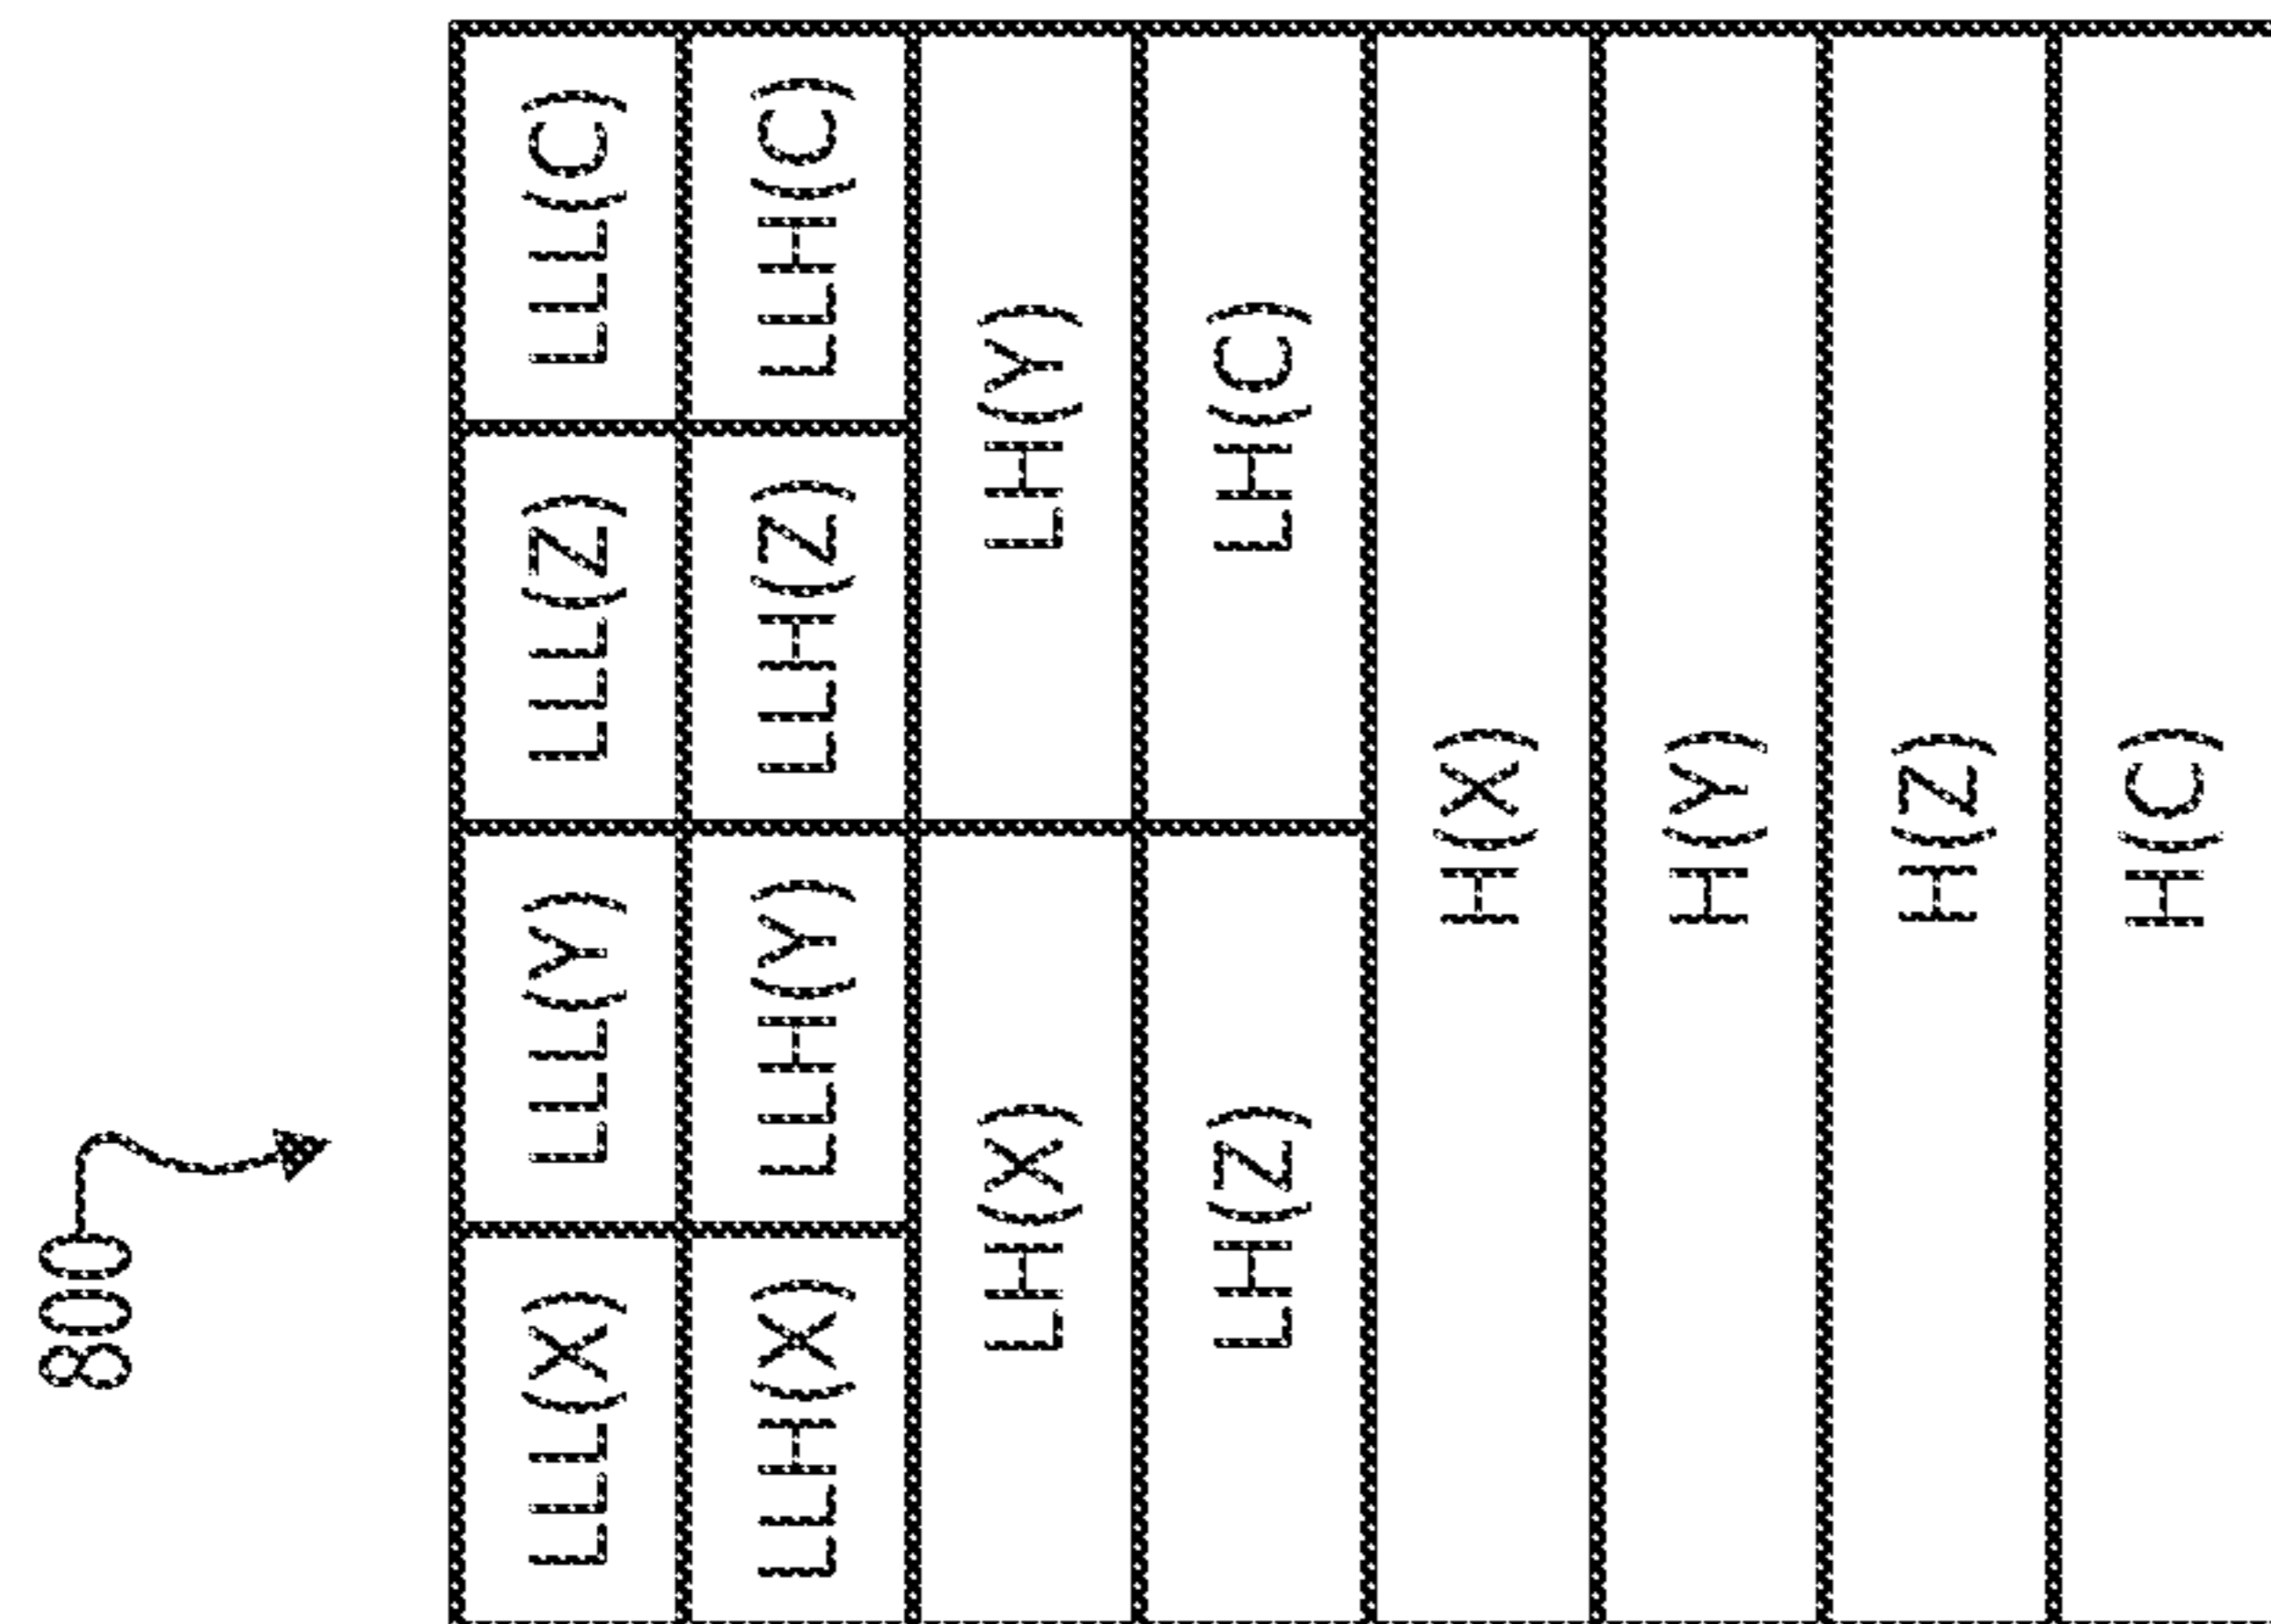 800
LLL(X) LLL(Y) LLL(Z) LLL(C)
LLH(X) LLH(Y) LLH(Z) LLH(C)
LH(X) LH(Y)
LH(Z) LH(C)
H(X)
H(Y)
H(Z)
H(C)